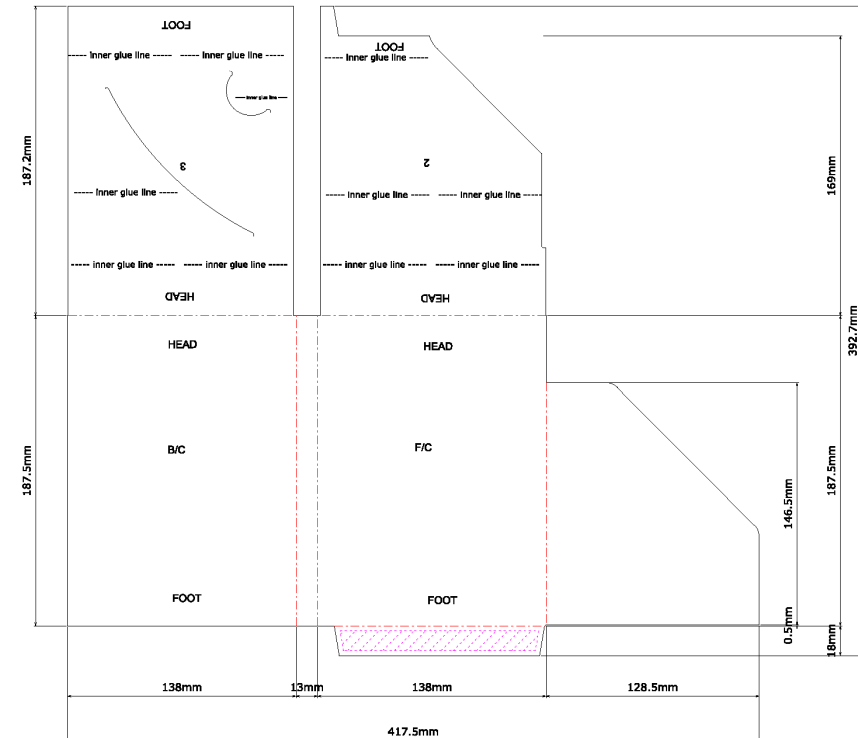 FOOT
FOOT
----- inner glue line ----- ----- inner glue line -----
----- inner glue line -----
----inner glue line ----
187.2mm
169mm
3
2
----- inner glue line -----
----- inner glue line ----- ----- inner glue line -----
----- inner glue line ----- ----- inner glue line -----
----- inner glue line ----- ----- inner glue line -----
HEAD
HEAD
392.7mm
HEAD
HEAD
B/C
F/C
187.5mm
146.5mm
187.5mm
FOOT
FOOT
0.5mm
18mm
138mm
13mm
138mm
128.5mm
417.5mm